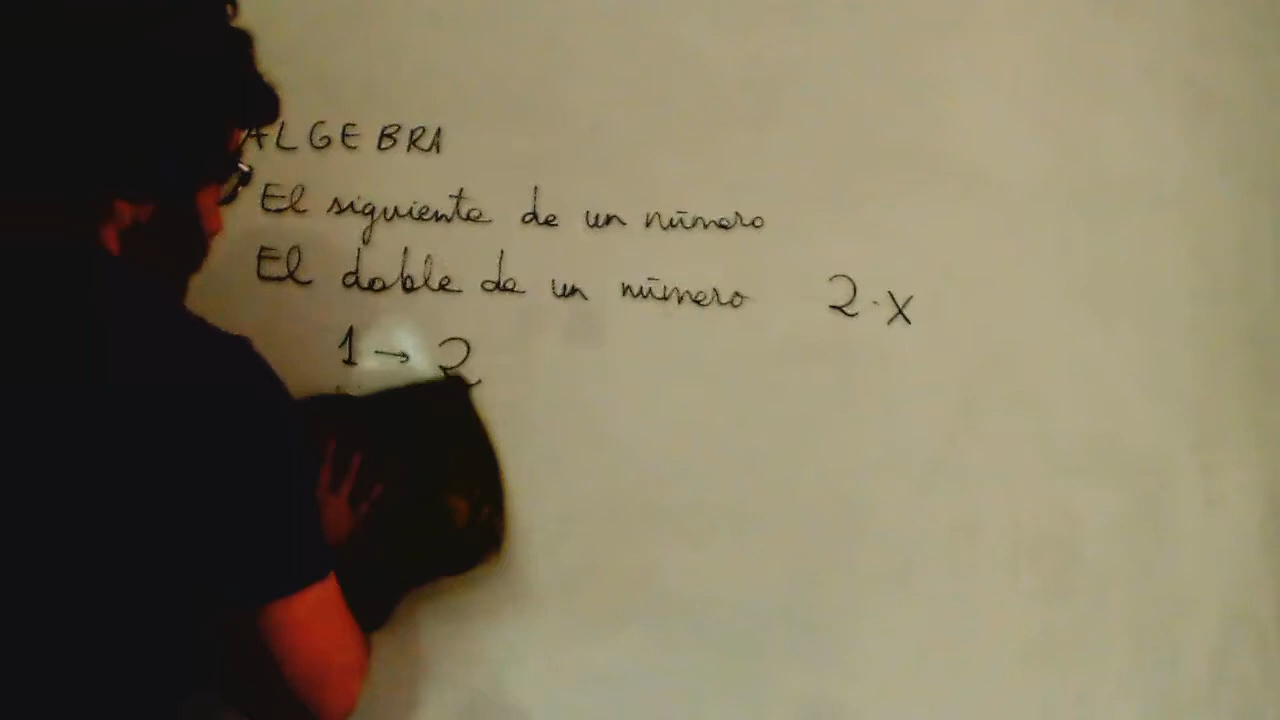 ALGEBRA
El siguiente de un número
El doble de un número 2·x
1 → 2